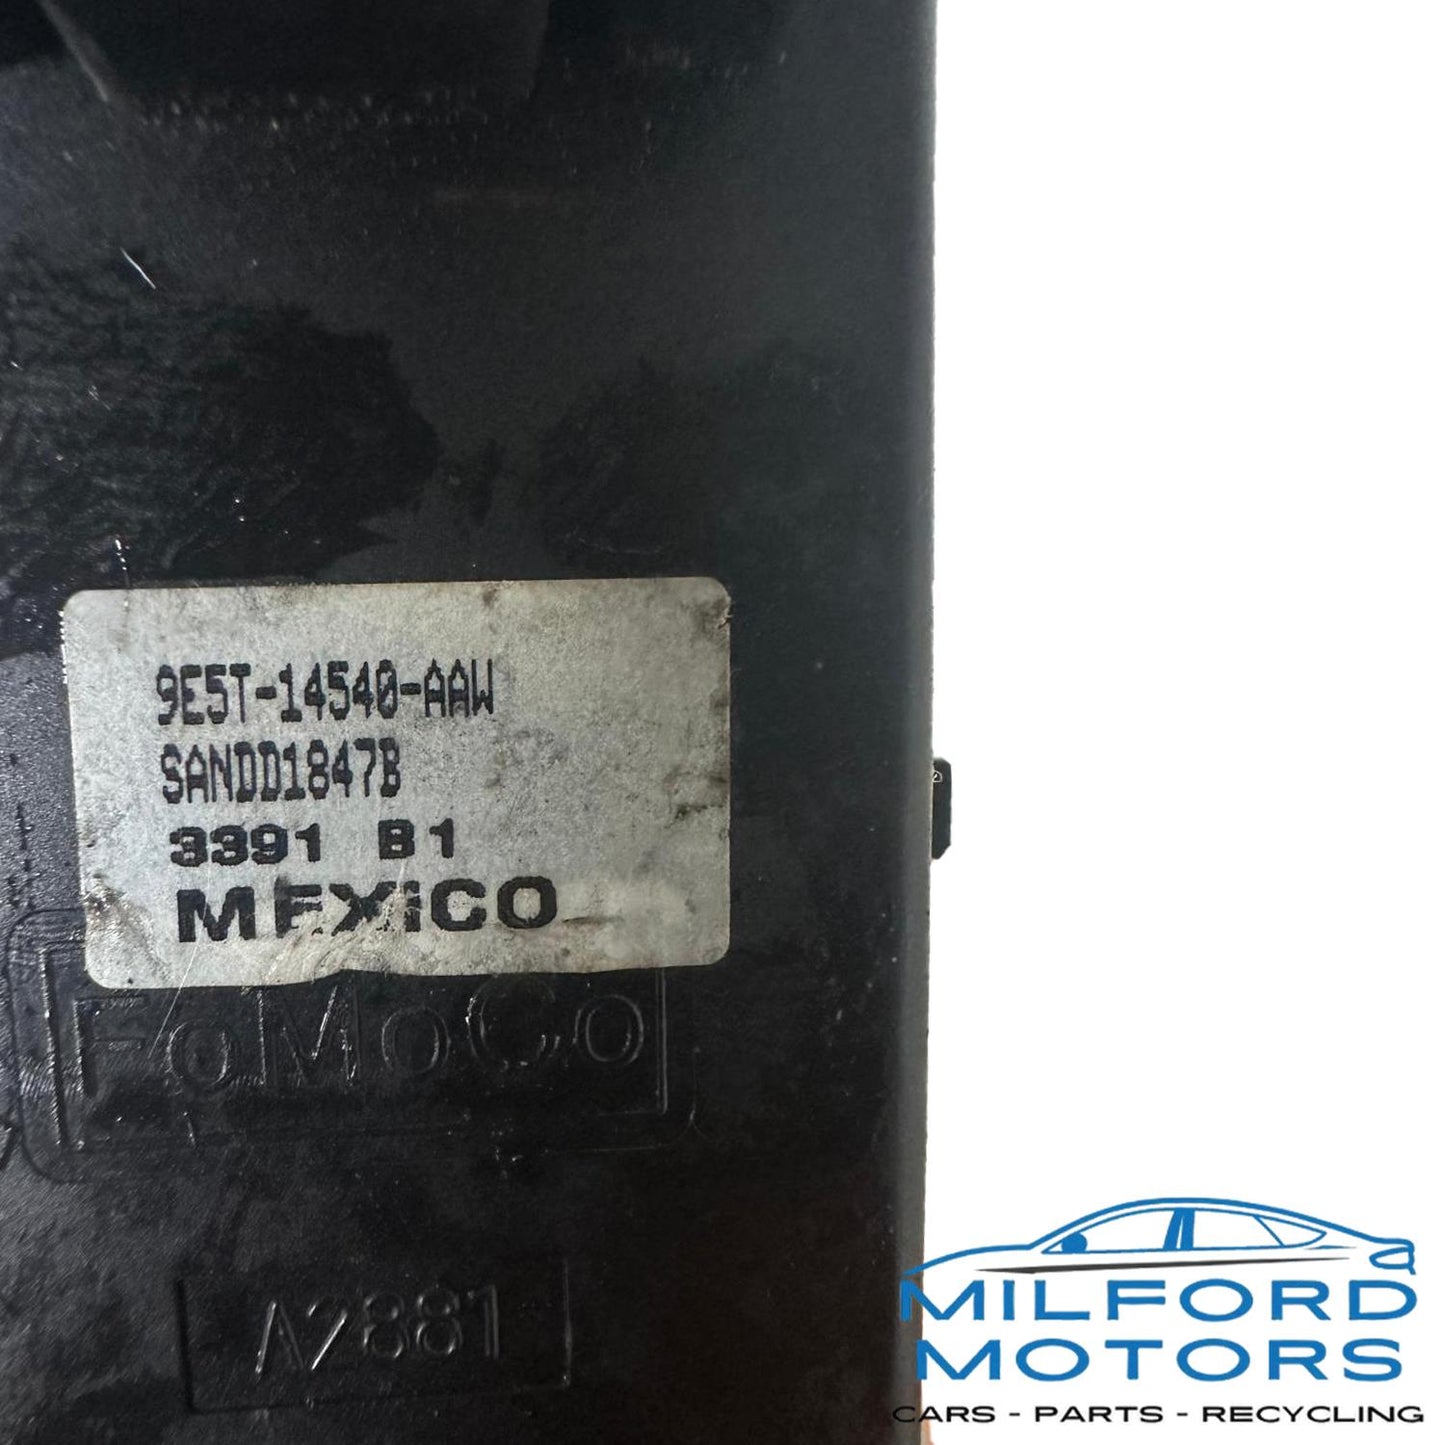 9E5T-14540-AAW
SANDD1847B
3391 B1
MEXICO
FoMoCo
A2881
MILFORD
MOTORS
CARS - PARTS - RECYCLING